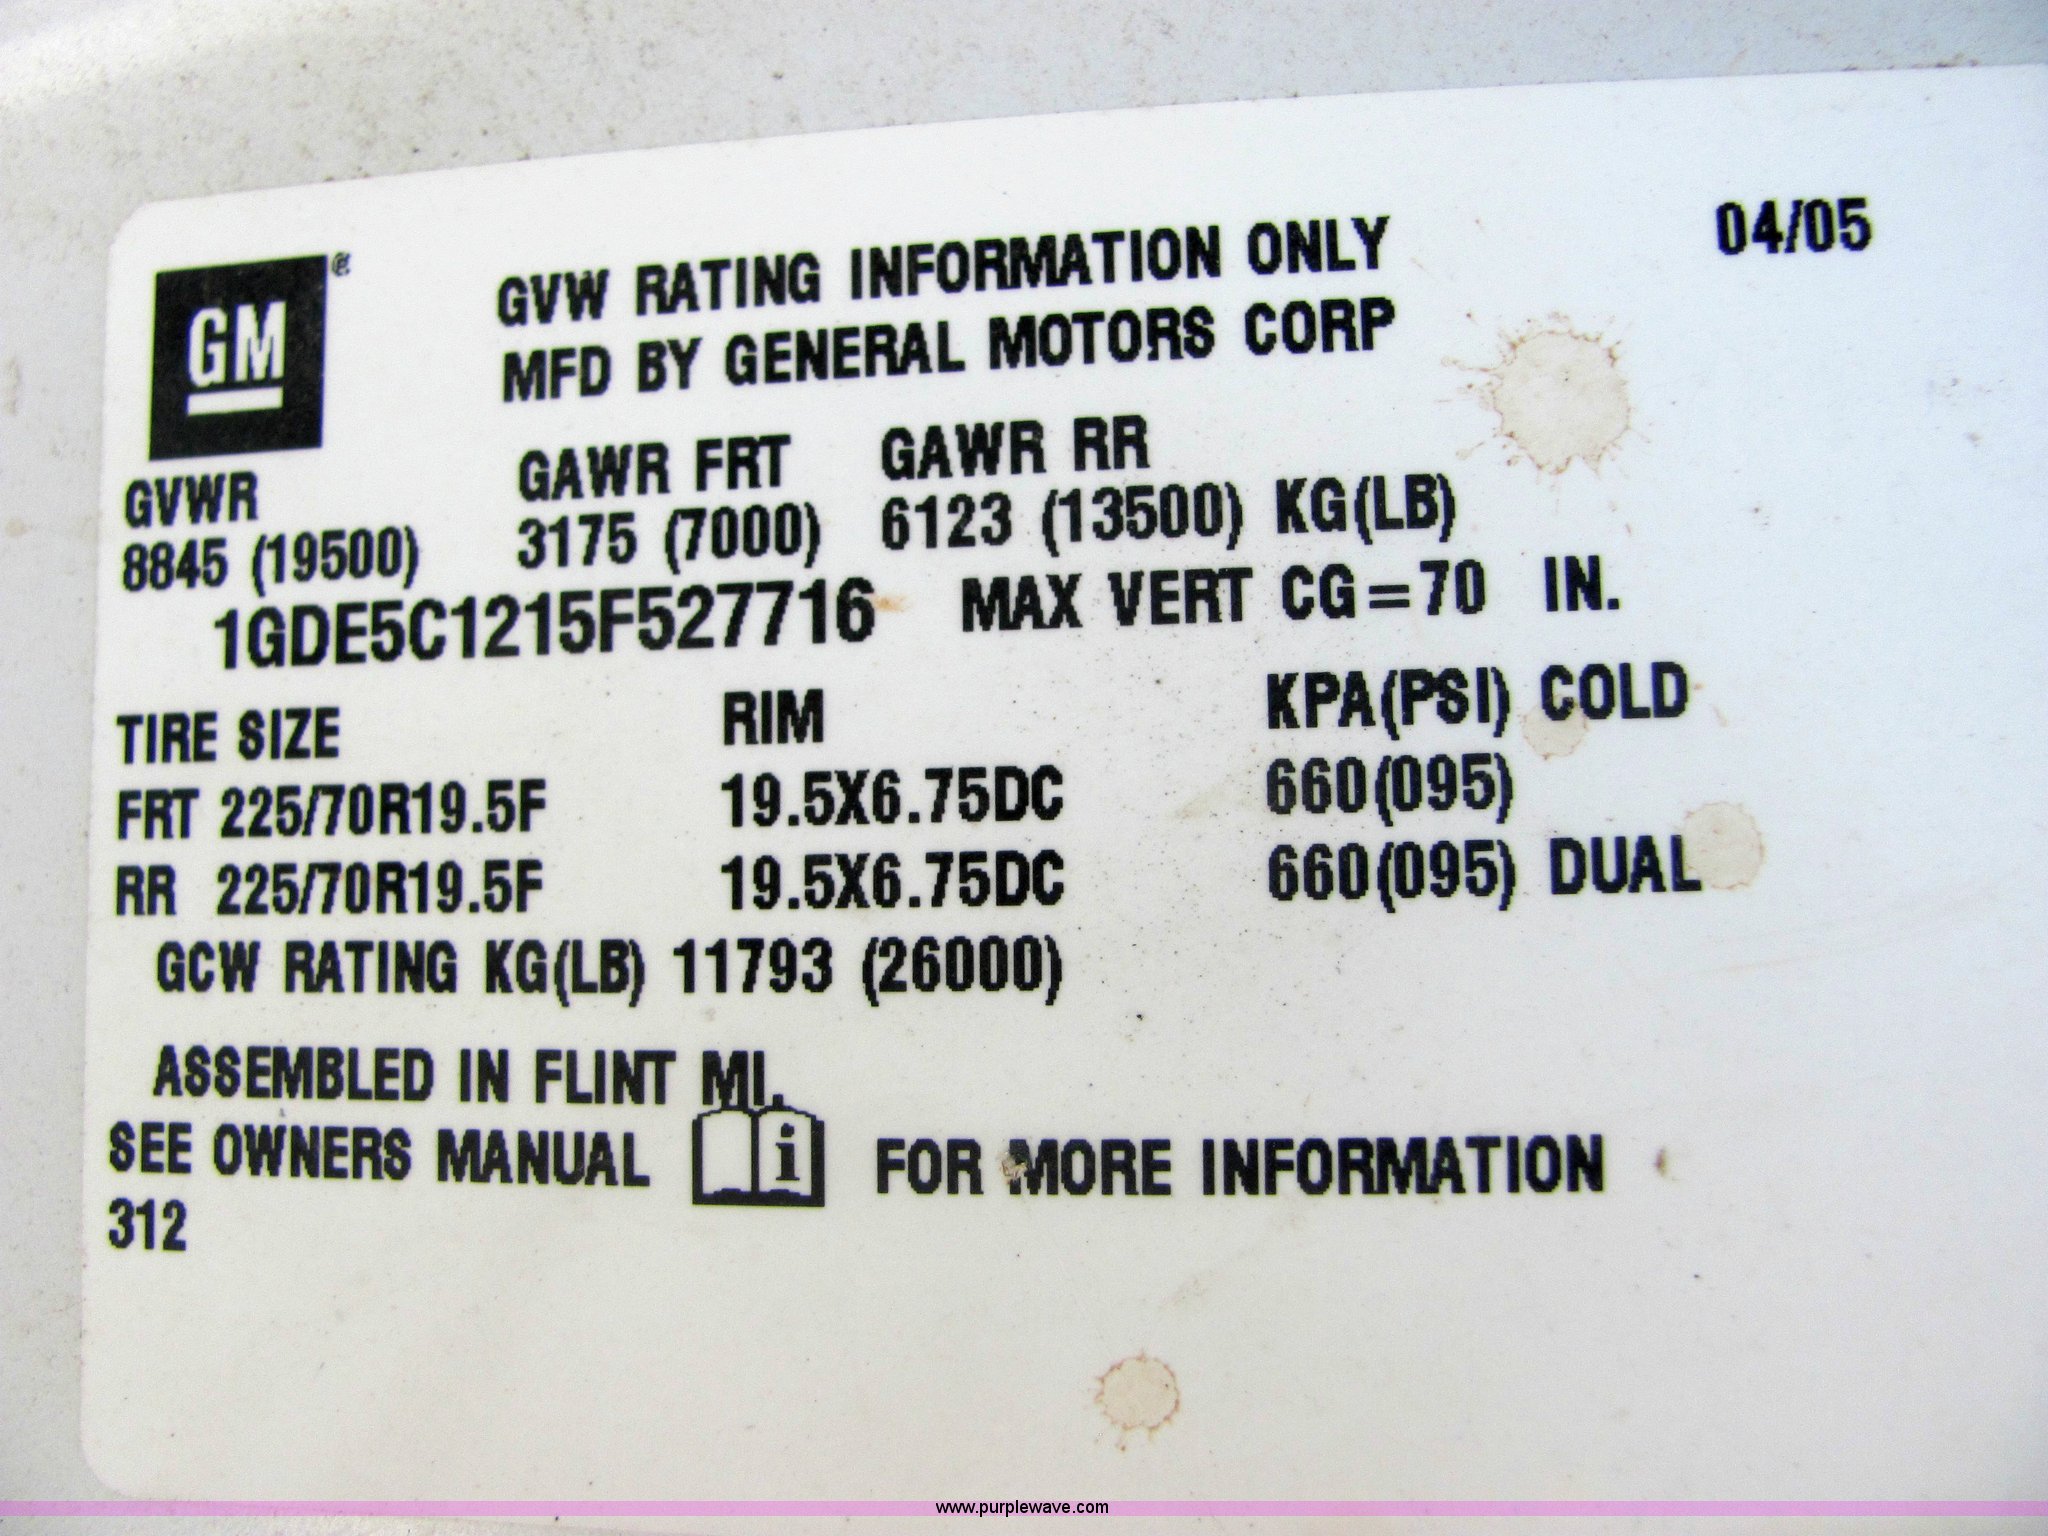 GM®
GVW RATING INFORMATION ONLY 04/05
MFD BY GENERAL MOTORS CORP
GVWR GAWR FRT GAWR RR
8845 (19500) 3175 (7000) 6123 (13500) KG(LB)
1GDE5C1215F527716 MAX VERT CG=70 IN.
TIRE SIZE RIM KPA(PSI) COLD
FRT 225/70R19.5F 19.5X6.75DC 660(095)
RR 225/70R19.5F 19.5X6.75DC 660(095) DUAL
GCW RATING KG(LB) 11793 (26000)
ASSEMBLED IN FLINT MI.
SEE OWNERS MANUAL i FOR MORE INFORMATION
312
www.purplewave.com